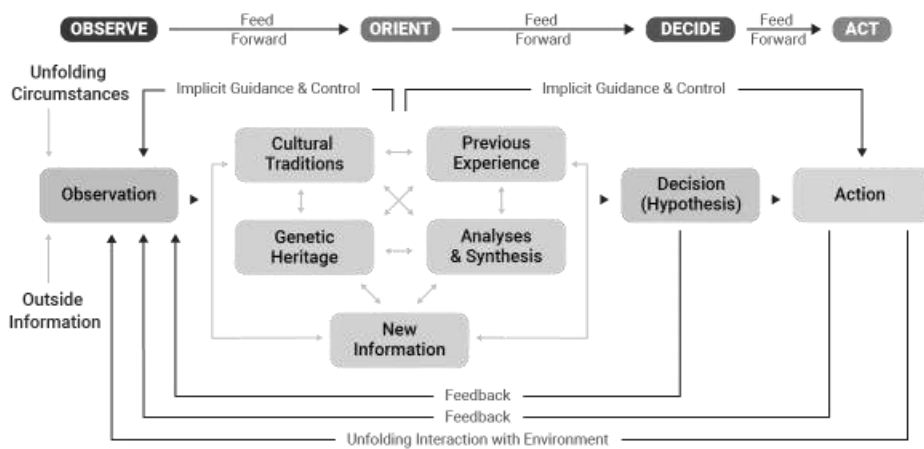 OBSERVE
Feed
Forward
ORIENT
Feed
Forward
DECIDE
Feed
Forward
ACT
Unfolding
Circumstances
Implicit Guidance & Control
Implicit Guidance & Control
Cultural
Traditions
Previous
Experience
Observation
Decision
(Hypothesis)
Action
Genetic
Heritage
Analyses
& Synthesis
Outside
Information
New
Information
Feedback
Feedback
Unfolding Interaction with Environment